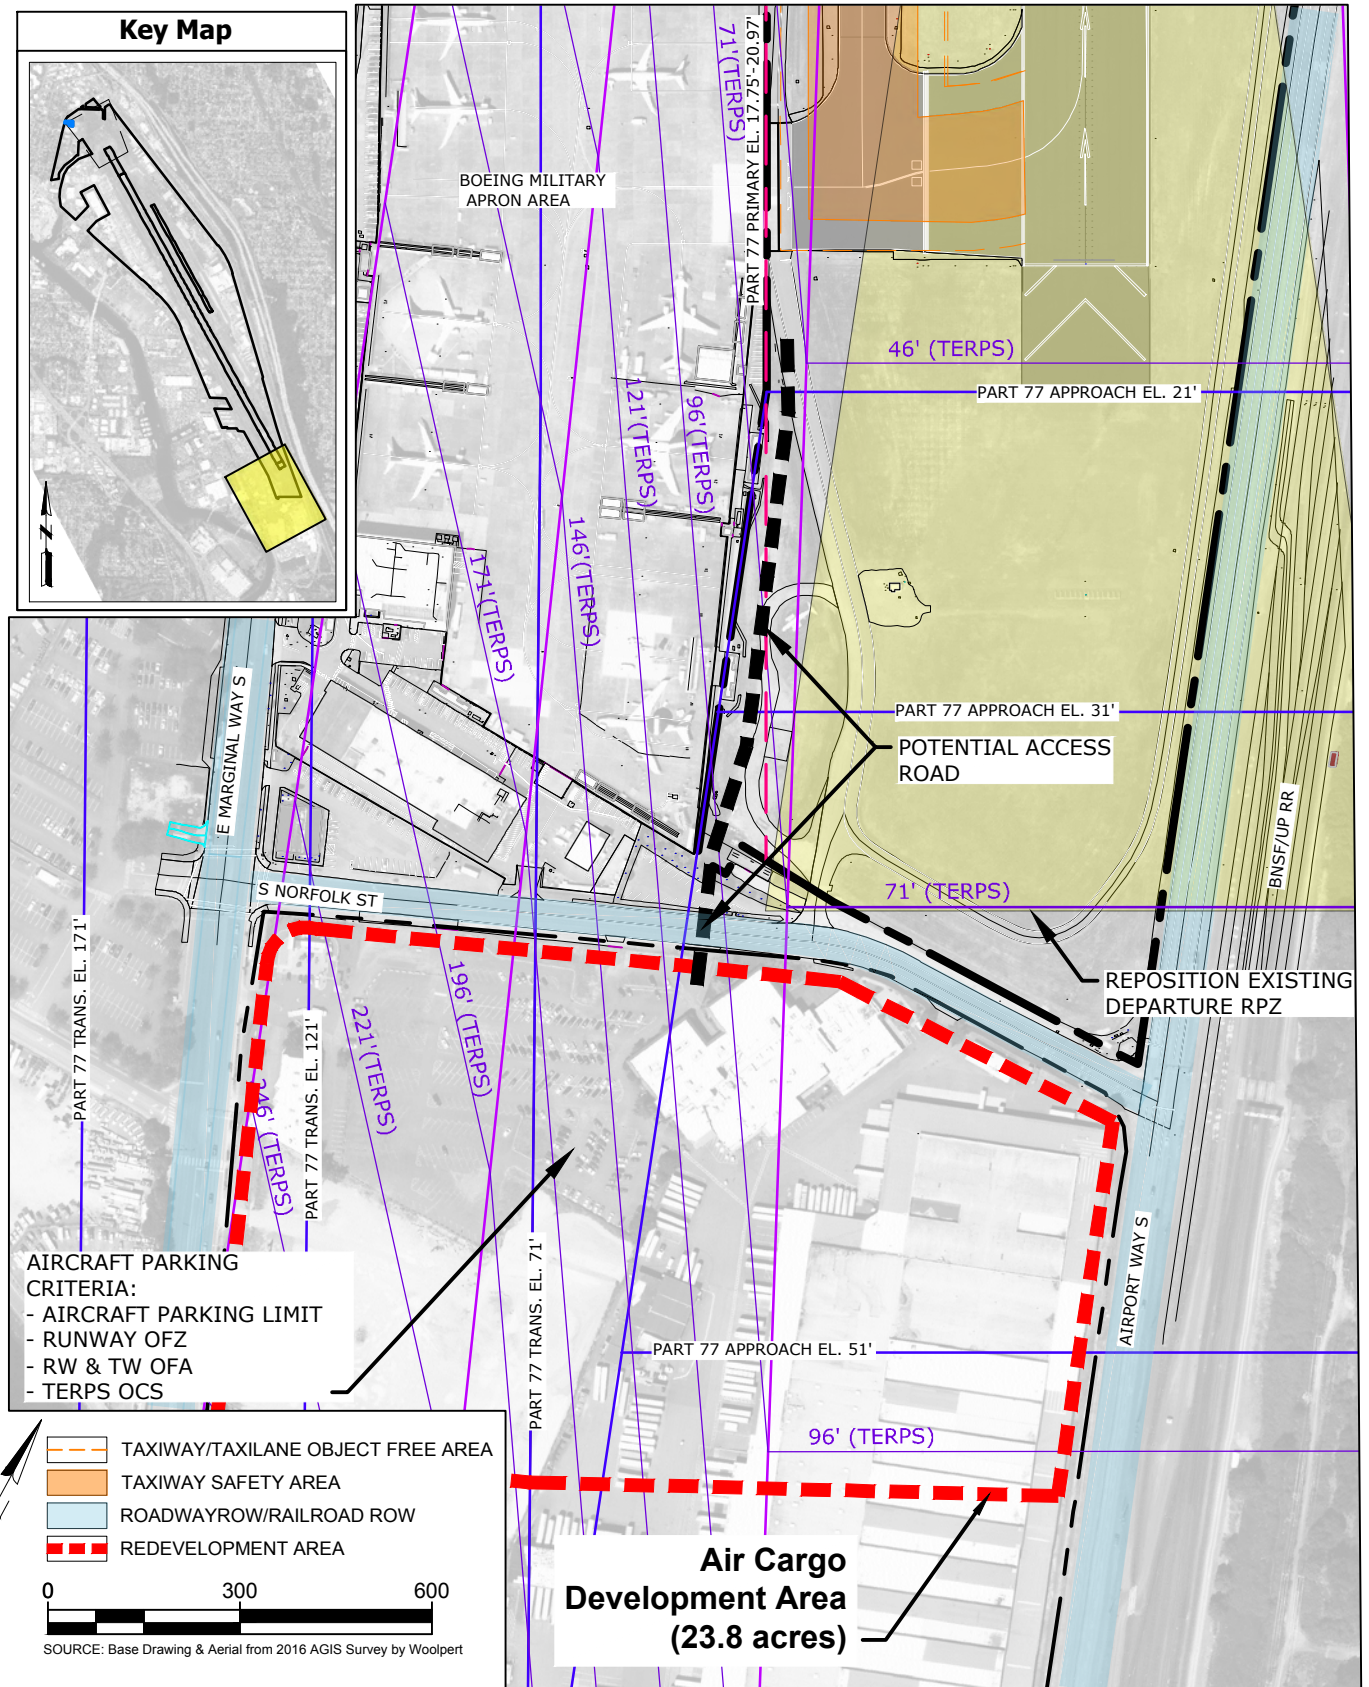 Key Map
N
BOEING MILITARY
APRON AREA
71'(TERPS)
PART 77 PRIMARY EL. 17.75'-20.97'
46' (TERPS)
PART 77 APPROACH EL. 21'
121'(TERPS)
96'(TERPS)
146'(TERPS)
171'(TERPS)
PART 77 APPROACH EL. 31'
POTENTIAL ACCESS
ROAD
E MARGINAL WAY S
BNSF/UP RR
S NORFOLK ST
71' (TERPS)
REPOSITION EXISTING
DEPARTURE RPZ
PART 77 TRANS. EL. 171'
PART 77 TRANS. EL. 121'
196' (TERPS)
221'(TERPS)
246' (TERPS)
PART 77 TRANS. EL. 71'
AIRPORT WAY S
AIRCRAFT PARKING
CRITERIA:
- AIRCRAFT PARKING LIMIT
- RUNWAY OFZ
- RW & TW OFA
- TERPS OCS
PART 77 APPROACH EL. 51'
96' (TERPS)
TAXIWAY/TAXILANE OBJECT FREE AREA
TAXIWAY SAFETY AREA
ROADWAYROW/RAILROAD ROW
REDEVELOPMENT AREA
0 300 600
SOURCE: Base Drawing & Aerial from 2016 AGIS Survey by Woolpert
Air Cargo
Development Area
(23.8 acres)